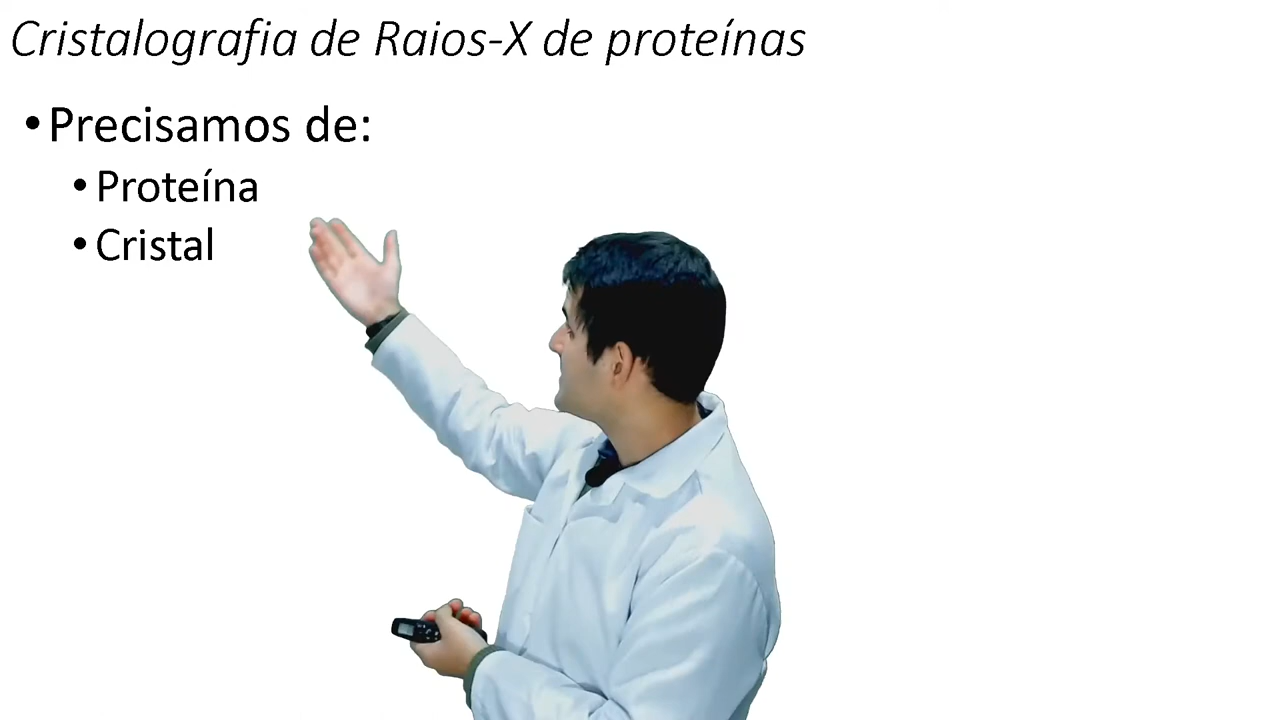 Cristalografia de Raios-X de proteínas
•Precisamos de:
•Proteína
•Cristal